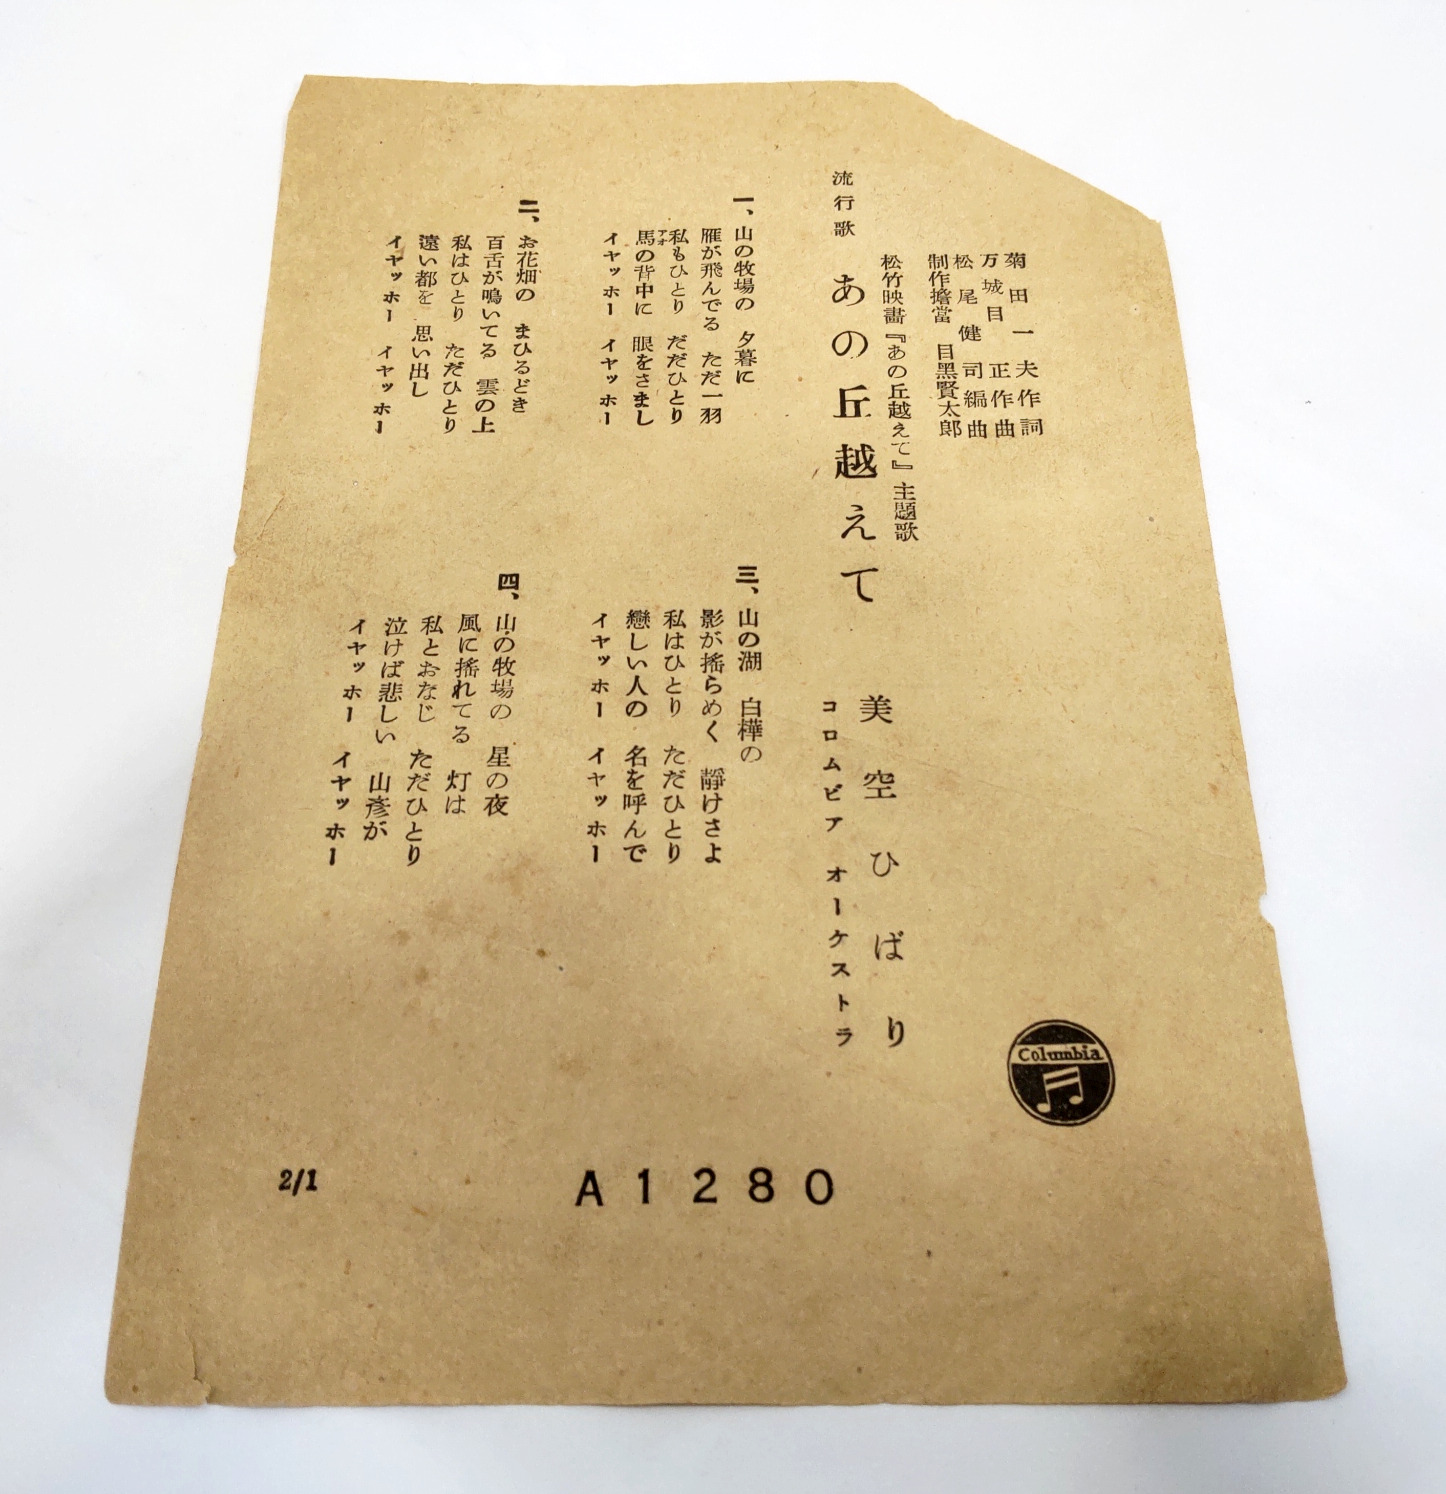 菊田一夫作詞
万城目正作曲
松尾健司編曲
制作擔當 目黑賢太郎
松竹映畫『あの丘越えて』主題歌
流行歌 あの丘越えて
美空ひばり
コロムビア オーケストラ
一、山の牧場の 夕暮に
雁が飛んでる ただ一羽
私もひとり だだひとり
馬の背中に 眼をさまし
アオ
イヤッホー イヤッホー
二、お花畑の まひるどき
百舌が鳴いてる 雲の上
私はひとり ただひとり
遠い都を 思い出し
イヤッホー イヤッホー
三、山の湖 白樺の
影が搖らめく 靜けさよ
私はひとり ただひとり
戀しい人の 名を呼んで
イヤッホー イヤッホー
四、山の牧場の 星の夜
風に搖れてる 灯は
私とおなじ ただひとり
泣けば悲しい 山彦が
イヤッホー イヤッホー
Columbia
A1280
2/1